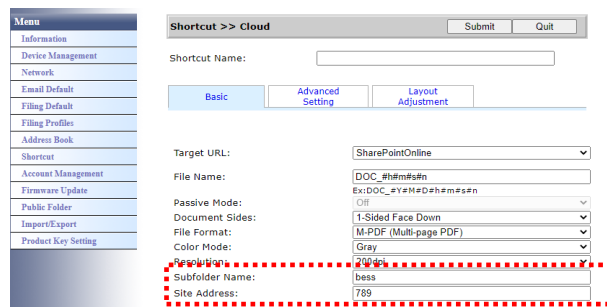 Menu
Information
Device Management
Network
Email Default
Filing Default
Filing Profiles
Address Book
Shortcut
Account Management
Firmware Update
Public Folder
Import/Export
Product Key Setting
Shortcut >> Cloud Submit Quit
Shortcut Name:
Basic
Advanced Setting
Layout Adjustment
Target URL: SharePointOnline
File Name: DOC_#h#m#s#n
Ex:DOC_#Y#M#D#h#m#s#n
Passive Mode: Off
Document Sides: 1-Sided Face Down
File Format: M-PDF (Multi-page PDF)
Color Mode: Gray
Resolution: 200dpi
Subfolder Name: bess
Site Address: 789